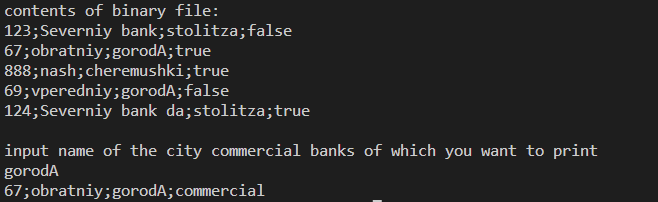 contents of binary file:
123;Severniy bank;stolitza;false
67;obratniy;gorodA;true
888;nash;cheremushki;true
69;vperedniy;gorodA;false
124;Severniy bank da;stolitza;true
input name of the city commercial banks of which you want to print
gorodA
67;obratniy;gorodA;commercial